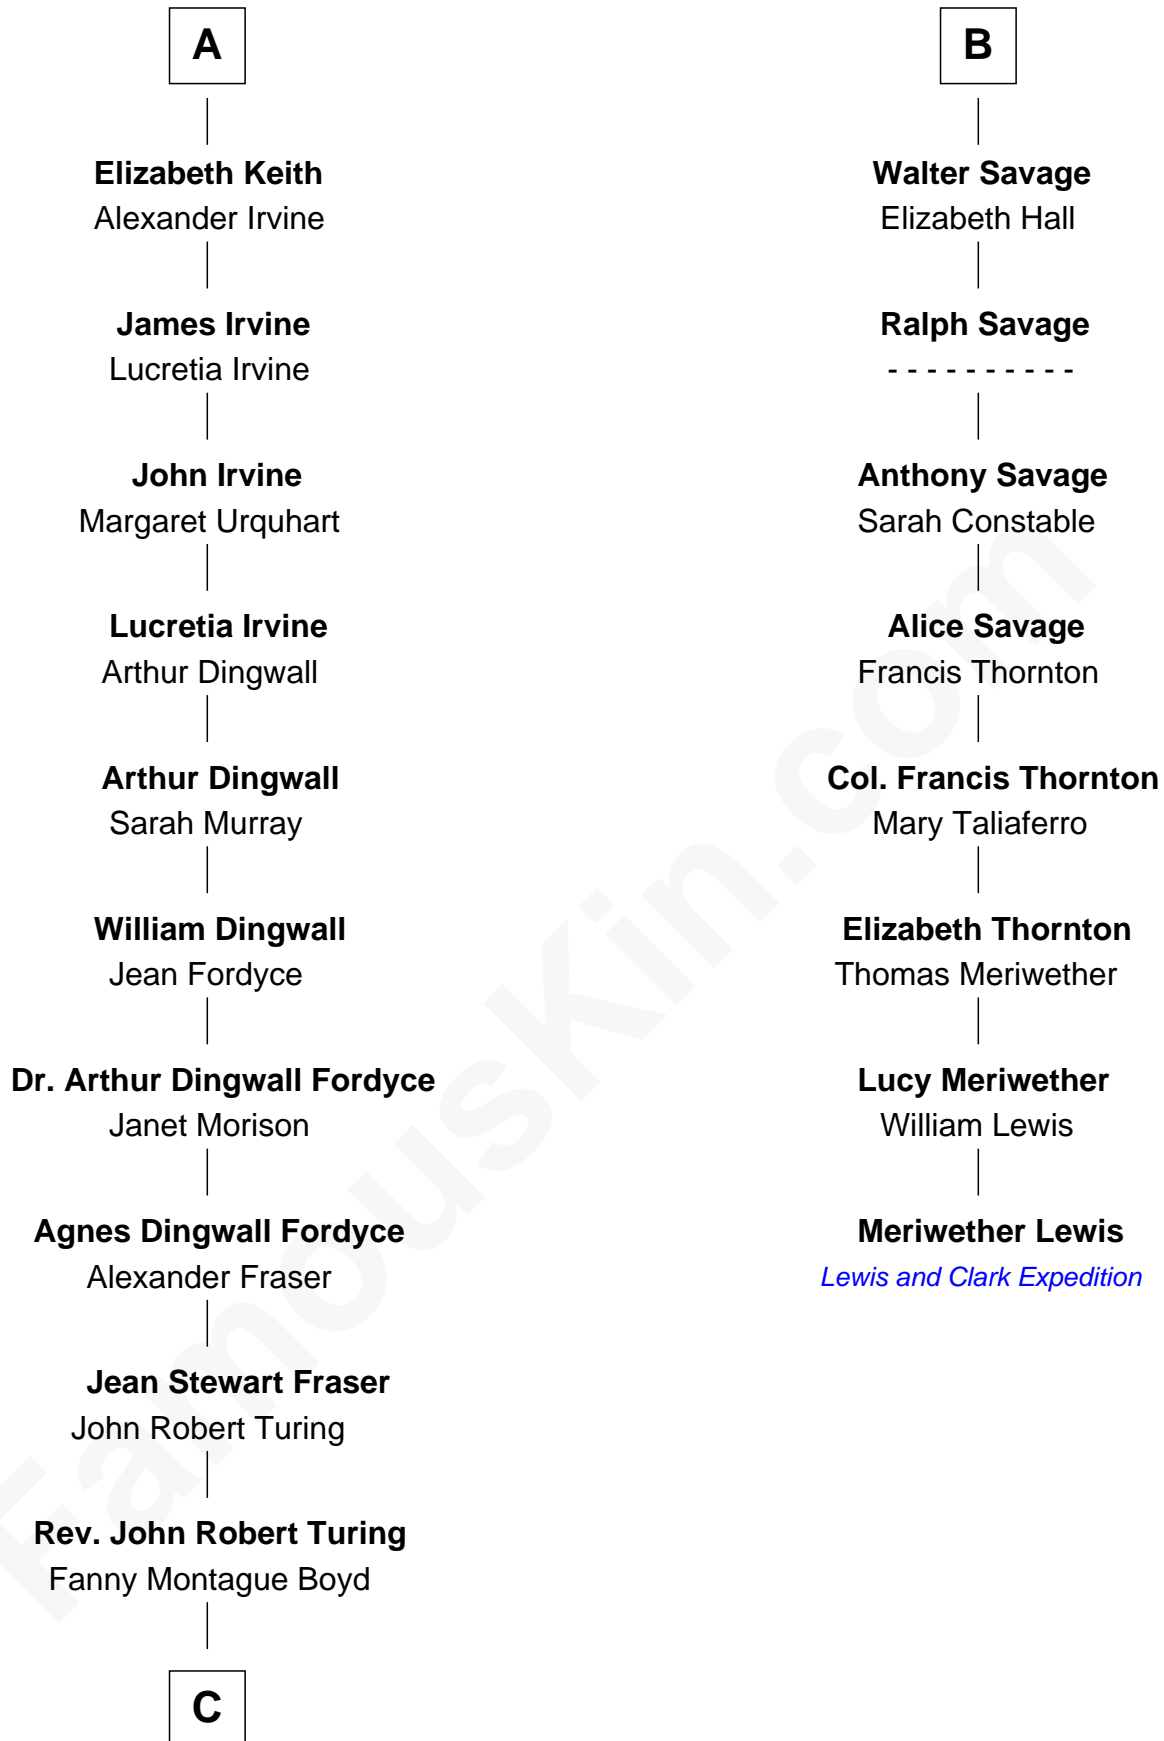 A
Elizabeth Keith
Alexander Irvine
James Irvine
Lucretia Irvine
John Irvine
Margaret Urquhart
Lucretia Irvine
Arthur Dingwall
Arthur Dingwall
Sarah Murray
William Dingwall
Jean Fordyce
Dr. Arthur Dingwall Fordyce
Janet Morison
Agnes Dingwall Fordyce
Alexander Fraser
Jean Stewart Fraser
John Robert Turing
Rev. John Robert Turing
Fanny Montague Boyd
C
B
Walter Savage
Elizabeth Hall
Ralph Savage
- - - - - - - - - -
Anthony Savage
Sarah Constable
Alice Savage
Francis Thornton
Col. Francis Thornton
Mary Taliaferro
Elizabeth Thornton
Thomas Meriwether
Lucy Meriwether
William Lewis
Meriwether Lewis
Lewis and Clark Expedition
FamousKin.com